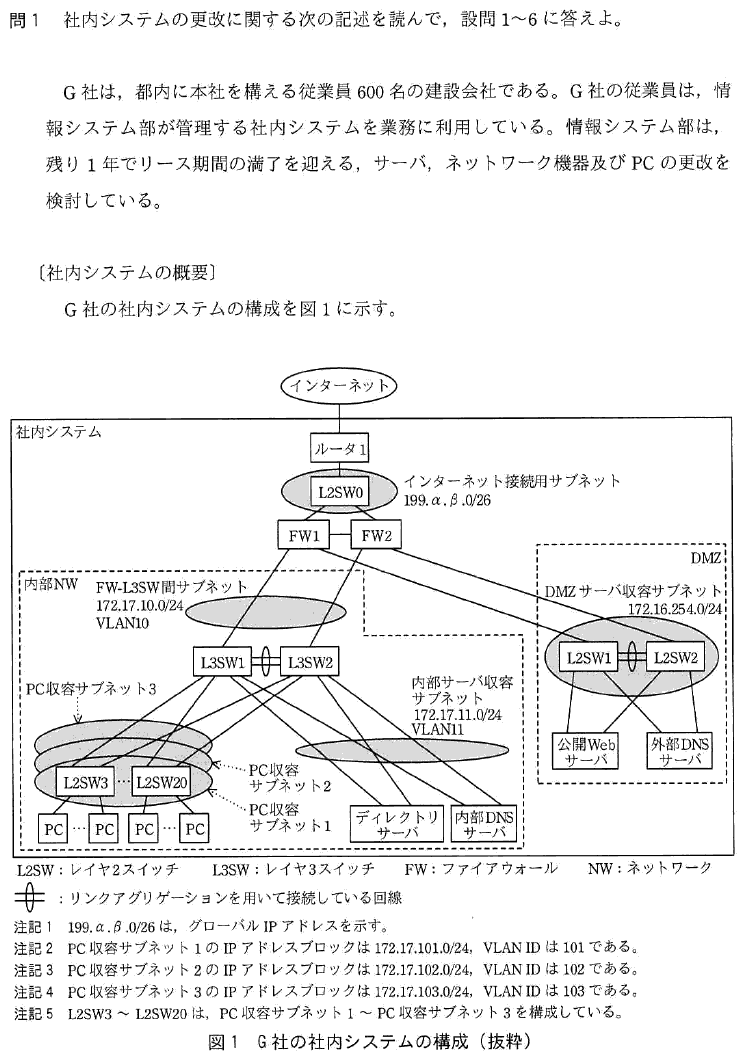 問1 社内システムの更改に関する次の記述を読んで，設問1～6に答えよ。
G社は，都内に本社を構える従業員600名の建設会社である。G社の従業員は，情
報システム部が管理する社内システムを業務に利用している。情報システム部は，
残り1年でリース期間の満了を迎える，サーバ，ネットワーク機器及びPCの更改を
検討している。
〔社内システムの概要〕
G社の社内システムの構成を図1に示す。
インターネット
社内システム
ルータ1
L2SW0
インターネット接続用サブネット
199.α.β.0/26
FW1
FW2
DMZ
内部NW
FW-L3SW間サブネット
172.17.10.0/24
VLAN10
DMZサーバ収容サブネット
172.16.254.0/24
L3SW1
L3SW2
L2SW1
L2SW2
PC収容サブネット3
内部サーバ収容
サブネット
172.17.11.0/24
VLAN11
公開Web
サーバ
外部DNS
サーバ
L2SW3
…
L2SW20
PC収容
サブネット2
PC収容
サブネット1
PC
…
PC
PC
…
PC
ディレクトリ
サーバ
内部DNS
サーバ
L2SW：レイヤ2スイッチ L3SW：レイヤ3スイッチ FW：ファイアウォール NW：ネットワーク
：リンクアグリゲーションを用いて接続している回線
注記1 199.α.β.0/26は，グローバルIPアドレスを示す。
注記2 PC収容サブネット1のIPアドレスブロックは172.17.101.0/24，VLAN IDは101である。
注記3 PC収容サブネット2のIPアドレスブロックは172.17.102.0/24，VLAN IDは102である。
注記4 PC収容サブネット3のIPアドレスブロックは172.17.103.0/24，VLAN IDは103である。
注記5 L2SW3～L2SW20は，PC収容サブネット1～PC収容サブネット3を構成している。
図1 G社の社内システムの構成（抜粋）